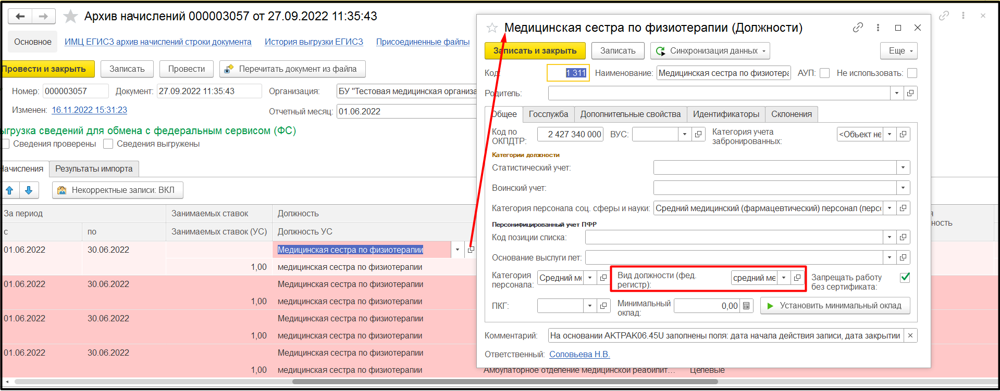 Архив начислений 000003057 от 27.09.2022 11:35:43
Основное ИМЦ ЕГИСЗ архив начислений строки документа История выгрузки ЕГИСЗ Присоединенные файлы
Провести и закрыть Записать Провести Перечитать документ из файла
Номер: 000003057 Документ: 27.09.2022 11:35:43 Организация: БУ "Тестовая медицинская организа
Изменен: 16.11.2022 15:31:23 Отчетный месяц: 01.06.2022
ыгрузка сведений для обмена с федеральным сервисом (ФС)
Сведения проверены Сведения выгружены
Начисления Результаты импорта
Некорректные записи: ВКЛ
За период Занимаемых ставок Должность
с по Занимаемых ставок (УС) Должность УС
ность
01.06.2022 30.06.2022 Медицинская сестра по физиотерапии
1,00 медицинская сестра по физиотерапии
01.06.2022 30.06.2022 Медицинская сестра по физиотерапии
1,00 медицинская сестра по физиотерапии
01.06.2022 30.06.2022 Медицинская сестра по физиотерапии
1,00 медицинская сестра по физиотерапии
01.06.2022 30.06.2022 Медицинская сестра по физиотерапии
1,00 медицинская сестра по физиотерапии Амбулаторное отделение медицинской реабилит... Целевые
Медицинская сестра по физиотерапии (Должности)
Записать и закрыть Записать Синхронизация данных Еще
Код: 1 311 Наименование: Медицинская сестра по физиотера АУП: Не использовать:
Родитель:
Общее Госслужба Дополнительные свойства Идентификаторы Склонения
Код по ОКПДТР: 2 427 340 000 ВУС: Категория учета забронированных: <Объект не
Категории должности
Статистический учет:
Воинский учет:
Категория персонала соц. сферы и науки: Средний медицинский (фармацевтический) персонал (перс
Персонифицированный учет ПФР
Код позиции списка:
Основание выслуги лет:
Категория персонала: Средний ме Вид должности (фед. регистр): средний ме Запрещать работу без сертификата:
ПКГ: Минимальный оклад: 0,00 Установить минимальный оклад
Комментарий: На основании AKTPAK06.45U заполнены поля: дата начала действия записи, дата закрытии
Ответственный: Соловьева Н.В.